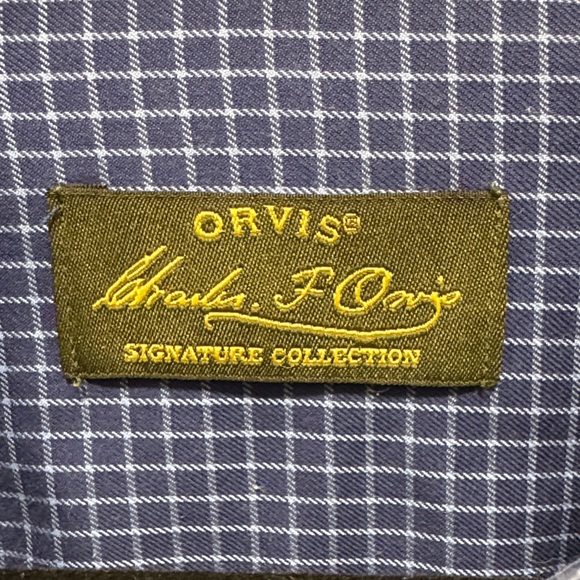 ORVIS®
Charles. F Orvis
SIGNATURE COLLECTION